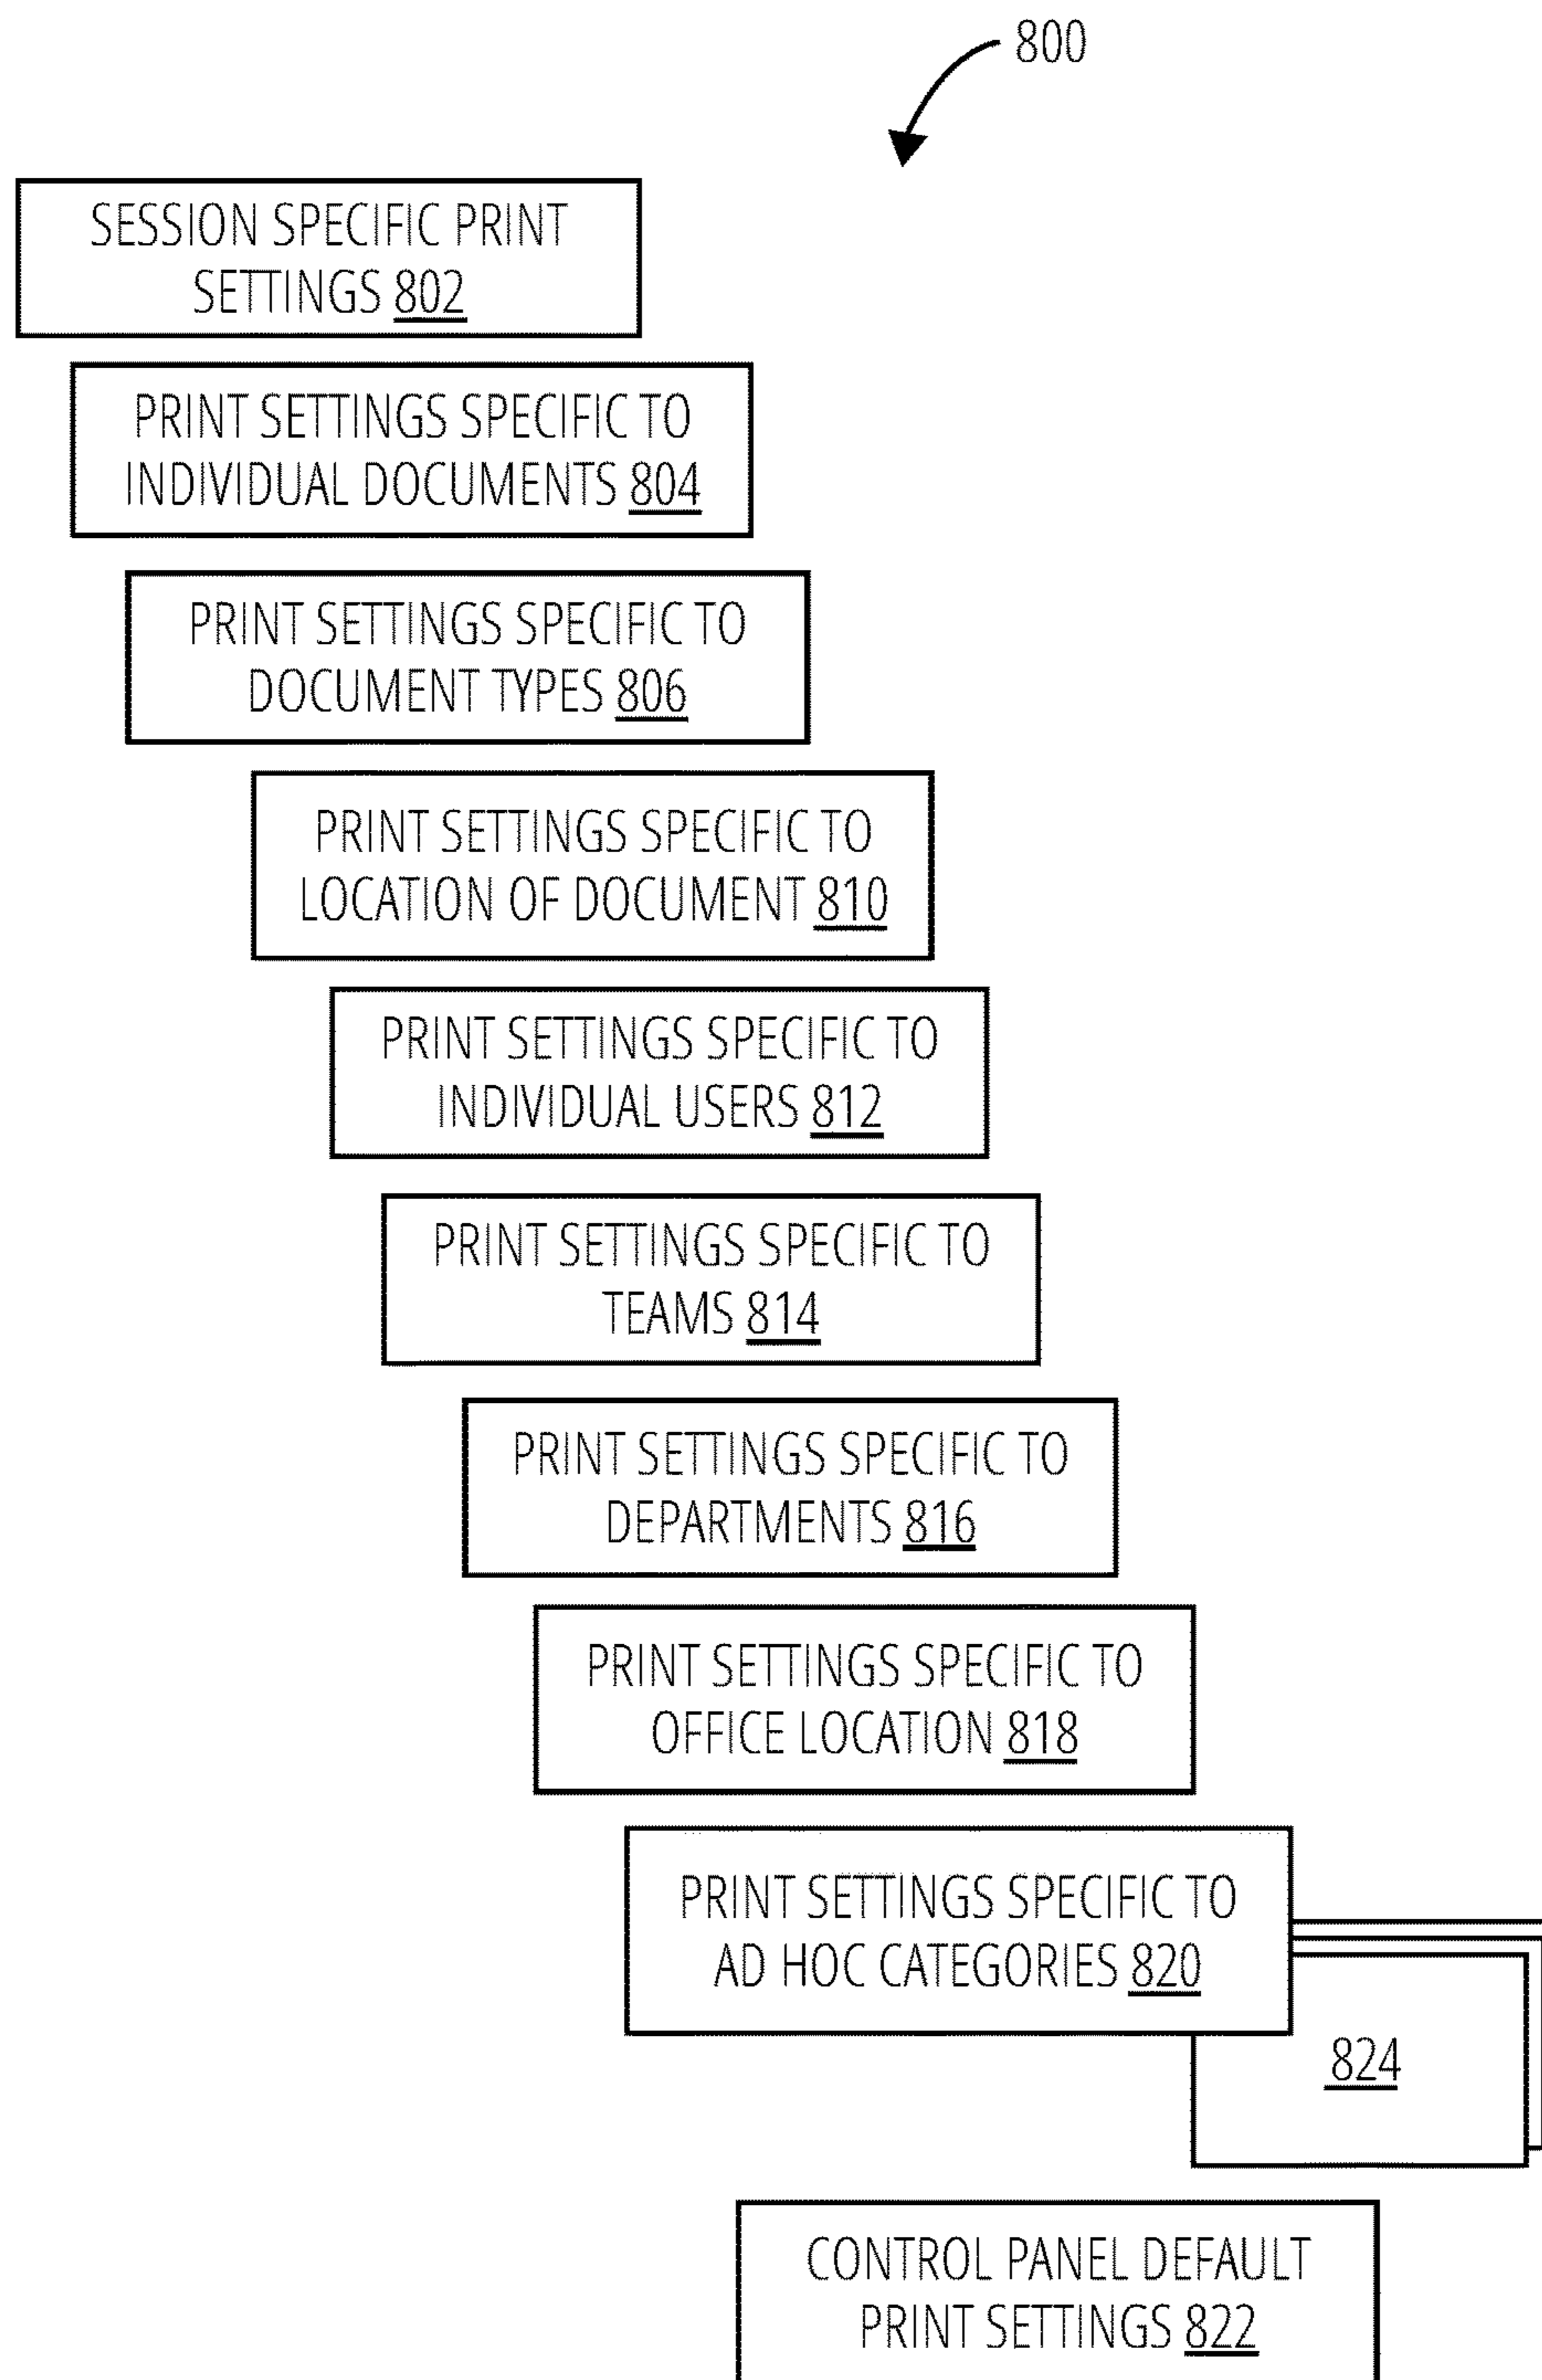 800
SESSION SPECIFIC PRINT
SETTINGS 802
PRINT SETTINGS SPECIFIC TO
INDIVIDUAL DOCUMENTS 804
PRINT SETTINGS SPECIFIC TO
DOCUMENT TYPES 806
PRINT SETTINGS SPECIFIC TO
LOCATION OF DOCUMENT 810
PRINT SETTINGS SPECIFIC TO
INDIVIDUAL USERS 812
PRINT SETTINGS SPECIFIC TO
TEAMS 814
PRINT SETTINGS SPECIFIC TO
DEPARTMENTS 816
PRINT SETTINGS SPECIFIC TO
OFFICE LOCATION 818
PRINT SETTINGS SPECIFIC TO
AD HOC CATEGORIES 820
824
CONTROL PANEL DEFAULT
PRINT SETTINGS 822